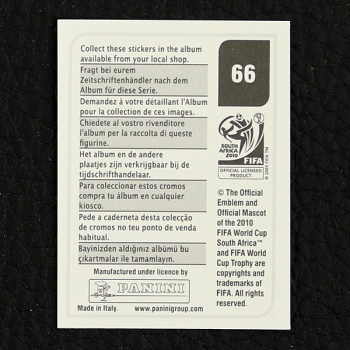 Collect these stickers in the album
available from your local shop.
Fragt bei eurem
Zeitschriftenhändler nach dem
Album für diese Serie.
Demandez à votre détaillant l'Album
pour la collection de ces images.
Chiedete al vostro rivenditore
l'album per la raccolta di queste
figurine.
Het album en de andere
plaatjes zijn verkrijgbaar bij de
tijdschrifthandelaar.
Para coleccionar estos cromos
compra tu àlbum en cualquier
kiosco.
Pede a caderneta desta colecção
de cromos no teu ponto de venda
habitual.
Bayinizden aldığınız albümü bu
çıkartmalar ile tamamlayın.
Manufactured under licence by
PANINI
Made in Italy. www.paninigroup.com
66
SOUTH AFRICA
2010
FIFA
OFFICIAL LICENSED
PRODUCT
© The Official
Emblem and
Official Mascot
of the 2010
FIFA World Cup
South Africa™
and FIFA World
Cup Trophy are
copyrights and
trademarks of
FIFA. All rights
reserved.